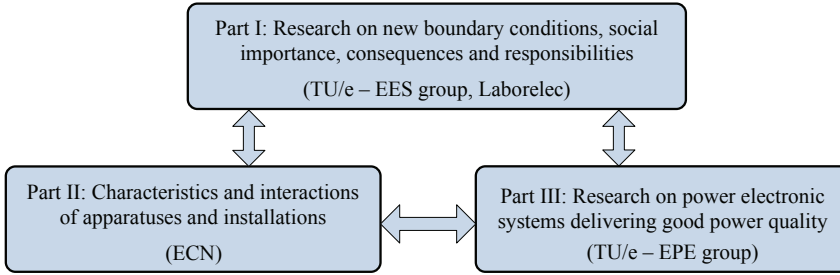 Part I: Research on new boundary conditions, social
importance, consequences and responsibilities
(TU/e – EES group, Laborelec)
Part II: Characteristics and interactions
of apparatuses and installations
(ECN)
Part III: Research on power electronic
systems delivering good power quality
(TU/e – EPE group)